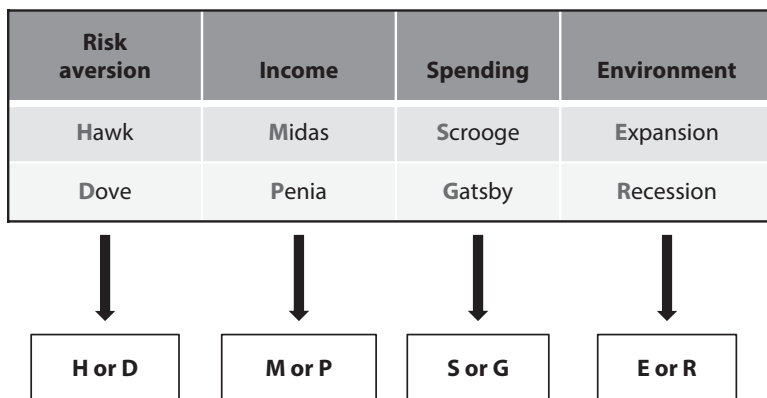 Risk
aversion Income Spending Environment
Hawk Midas Scrooge Expansion
Dove Penia Gatsby Recession
H or D M or P S or G E or R